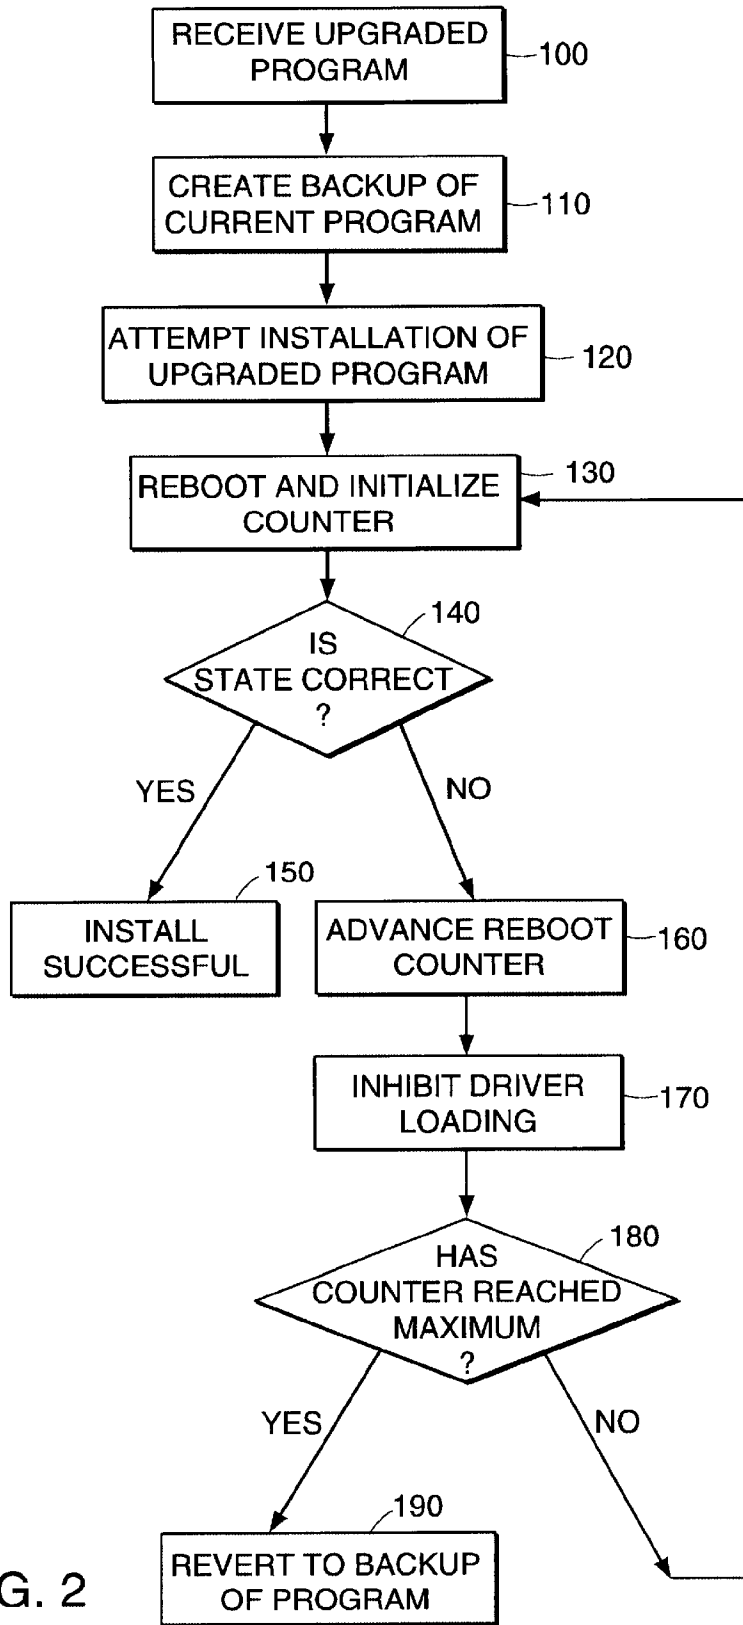 RECEIVE UPGRADED
PROGRAM
100
CREATE BACKUP OF
CURRENT PROGRAM
110
ATTEMPT INSTALLATION OF
UPGRADED PROGRAM
120
REBOOT AND INITIALIZE
COUNTER
130
IS
STATE CORRECT
?
140
YES
NO
INSTALL
SUCCESSFUL
150
ADVANCE REBOOT
COUNTER
160
INHIBIT DRIVER
LOADING
170
HAS
COUNTER REACHED
MAXIMUM
?
180
YES
NO
REVERT TO BACKUP
OF PROGRAM
190
G. 2